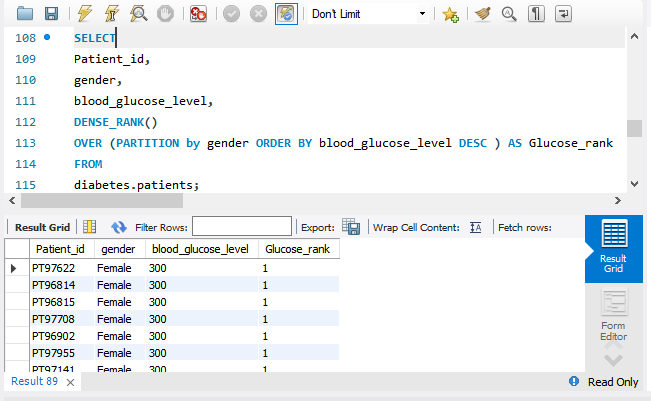 Don't Limit
108 SELECT
109 Patient_id,
110 gender,
111 blood_glucose_level,
112 DENSE_RANK()
113 OVER (PARTITION by gender ORDER BY blood_glucose_level DESC ) AS Glucose_rank
114 FROM
115 diabetes.patients;
Result Grid Filter Rows: Export: Wrap Cell Content: Fetch rows:
Patient_id gender blood_glucose_level Glucose_rank
PT97622 Female 300 1
PT96814 Female 300 1
PT96815 Female 300 1
PT97708 Female 300 1
PT96902 Female 300 1
PT97955 Female 300 1
PT97141 Female 300 1
Result
Grid
Form
Editor
Result 89 Read Only